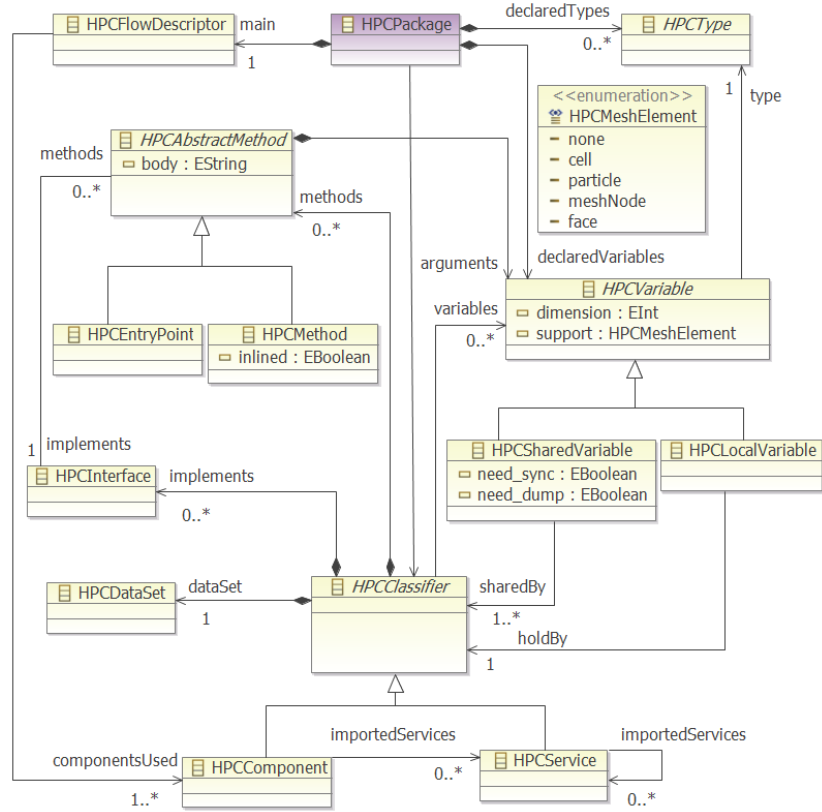 declaredTypes
HPCFlowDescriptor
main
HPCPackage
HPCType
1
0..*
1
type
<<enumeration>>
HPCMeshElement
none
cell
particle
meshNode
face
HPCAbstractMethod
body : EString
methods
0..*
methods
0..*
arguments
declaredVariables
HPCVariable
dimension : EInt
support : HPCMeshElement
variables
0..*
HPCEntryPoint
HPCMethod
inlined : EBoolean
1
implements
HPCSharedVariable
need_sync : EBoolean
need_dump : EBoolean
HPCLocalVariable
HPCInterface
implements
0..*
HPCDataSet
dataSet
1
HPCClassifier
sharedBy
1..*
holdBy
1
importedServices
importedServices
componentsUsed
1..*
HPCComponent
0..*
HPCService
0..*